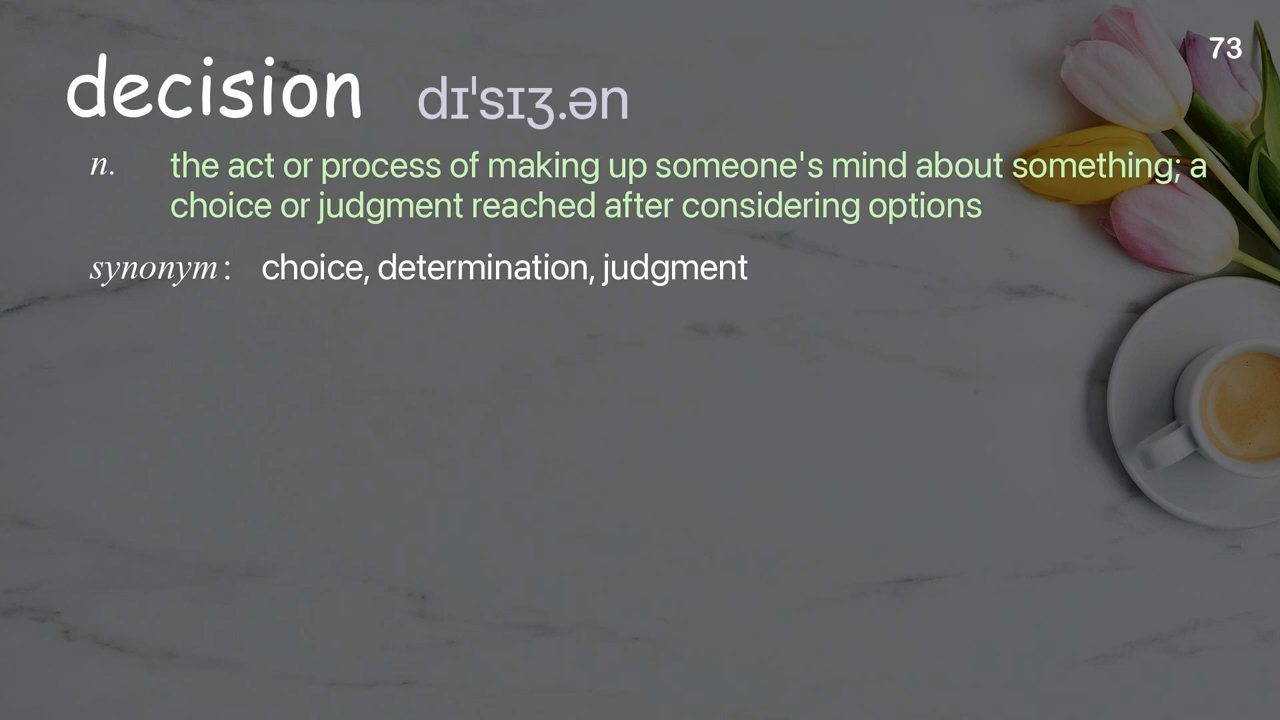 73
decision dɪˈsɪʒ.ən
n. the act or process of making up someone's mind about something; a
choice or judgment reached after considering options
synonym: choice, determination, judgment